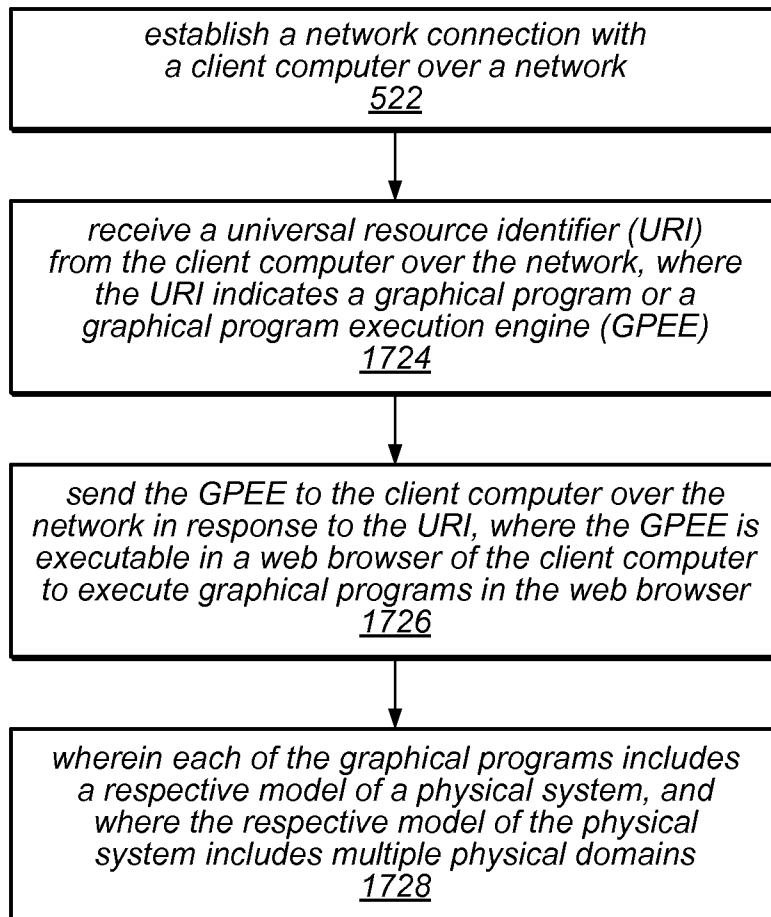 establish a network connection with
a client computer over a network
522
receive a universal resource identifier (URI)
from the client computer over the network, where
the URI indicates a graphical program or a
graphical program execution engine (GPEE)
1724
send the GPEE to the client computer over the
network in response to the URI, where the GPEE is
executable in a web browser of the client computer
to execute graphical programs in the web browser
1726
wherein each of the graphical programs includes
a respective model of a physical system, and
where the respective model of the physical
system includes multiple physical domains
1728